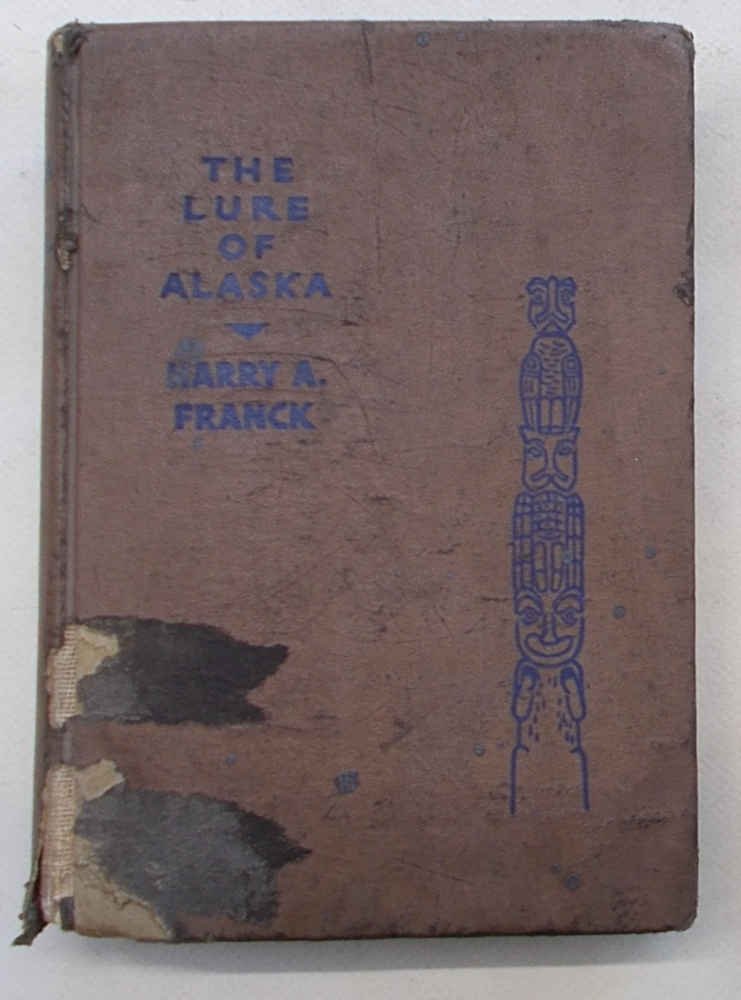 THE
LURE
OF
ALASKA
HARRY A.
FRANCK